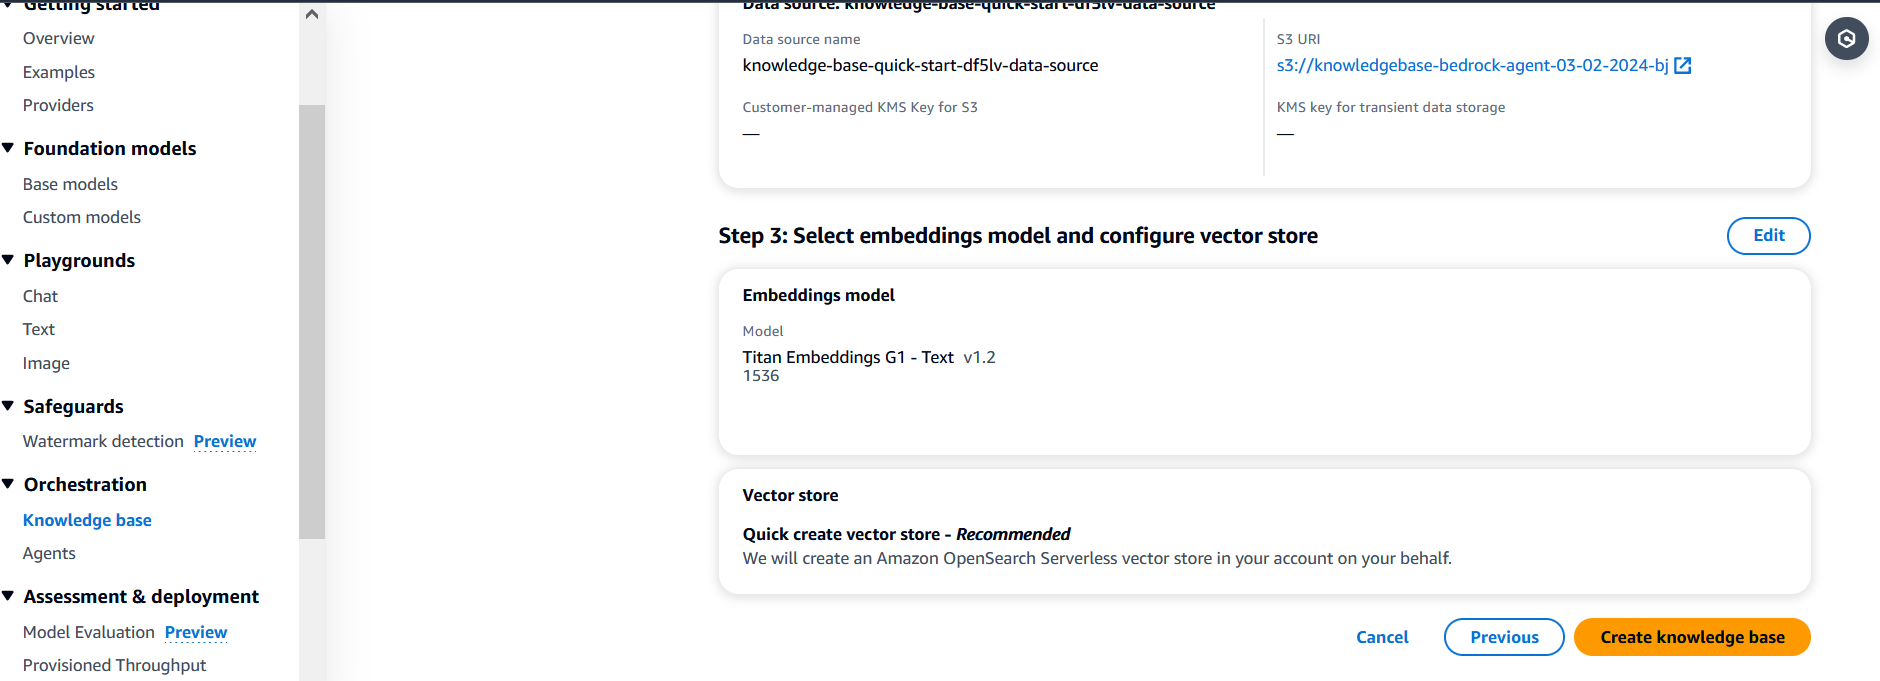 Getting started
Overview
Examples
Providers
Foundation models
Base models
Custom models
Playgrounds
Chat
Text
Image
Safeguards
Watermark detection Preview
Orchestration
Knowledge base
Agents
Assessment & deployment
Model Evaluation Preview
Provisioned Throughput
Data source: knowledge-base-quick-start-df5lv-data-source
Data source name
knowledge-base-quick-start-df5lv-data-source
Customer-managed KMS Key for S3
—
S3 URI
s3://knowledgebase-bedrock-agent-03-02-2024-bj
KMS key for transient data storage
—
Step 3: Select embeddings model and configure vector store
Edit
Embeddings model
Model
Titan Embeddings G1 - Text v1.2
1536
Vector store
Quick create vector store - Recommended
We will create an Amazon OpenSearch Serverless vector store in your account on your behalf.
Cancel
Previous
Create knowledge base